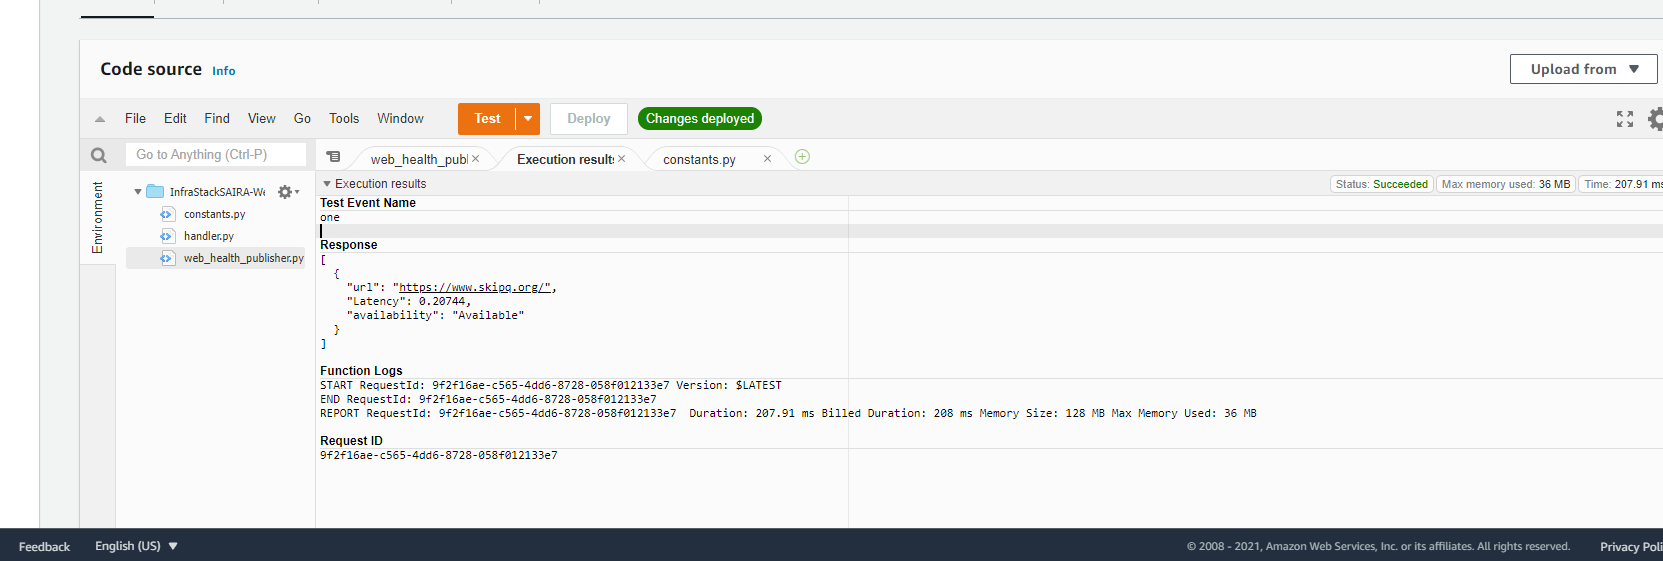 Code source Info
Upload from
File Edit Find View Go Tools Window
Test
Deploy
Changes deployed
Go to Anything (Ctrl-P)
web_health_publ
Execution results
constants.py
Environment
InfraStackSAIRA-We
constants.py
handler.py
web_health_publisher.py
Execution results
Status: Succeeded
Max memory used: 36 MB
Time: 207.91 ms
Test Event Name
one
Response
[
{
"url": "https://www.skipq.org/",
"Latency": 0.20744,
"availability": "Available"
}
]
Function Logs
START RequestId: 9f2f16ae-c565-4dd6-8728-058f012133e7 Version: $LATEST
END RequestId: 9f2f16ae-c565-4dd6-8728-058f012133e7
REPORT RequestId: 9f2f16ae-c565-4dd6-8728-058f012133e7 Duration: 207.91 ms Billed Duration: 208 ms Memory Size: 128 MB Max Memory Used: 36 MB
Request ID
9f2f16ae-c565-4dd6-8728-058f012133e7
Feedback
English (US)
© 2008 - 2021, Amazon Web Services, Inc. or its affiliates. All rights reserved.
Privacy Poli